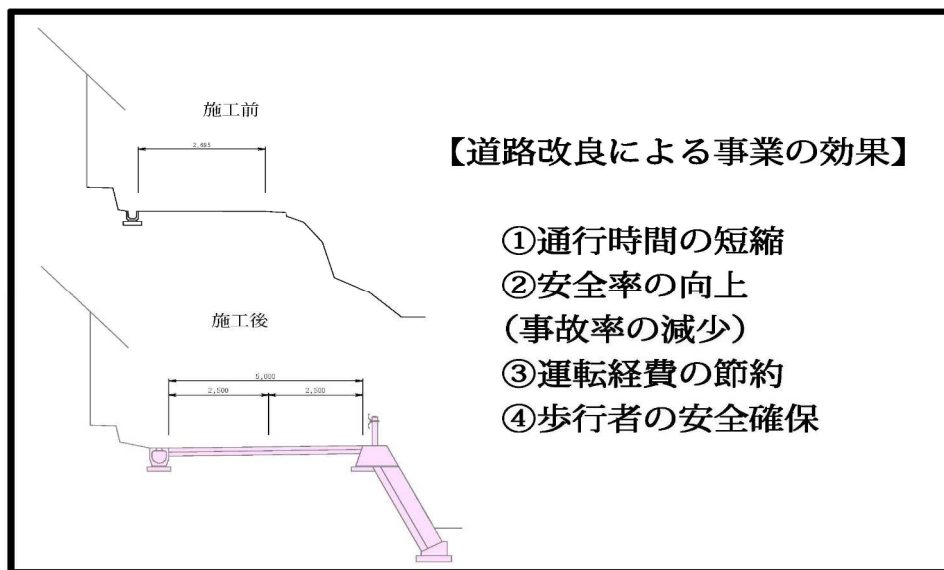 施工前
2,695
施工後
5,000
2,500 2,500
【道路改良による事業の効果】
①通行時間の短縮
②安全率の向上
(事故率の減少)
③運転経費の節約
④歩行者の安全確保